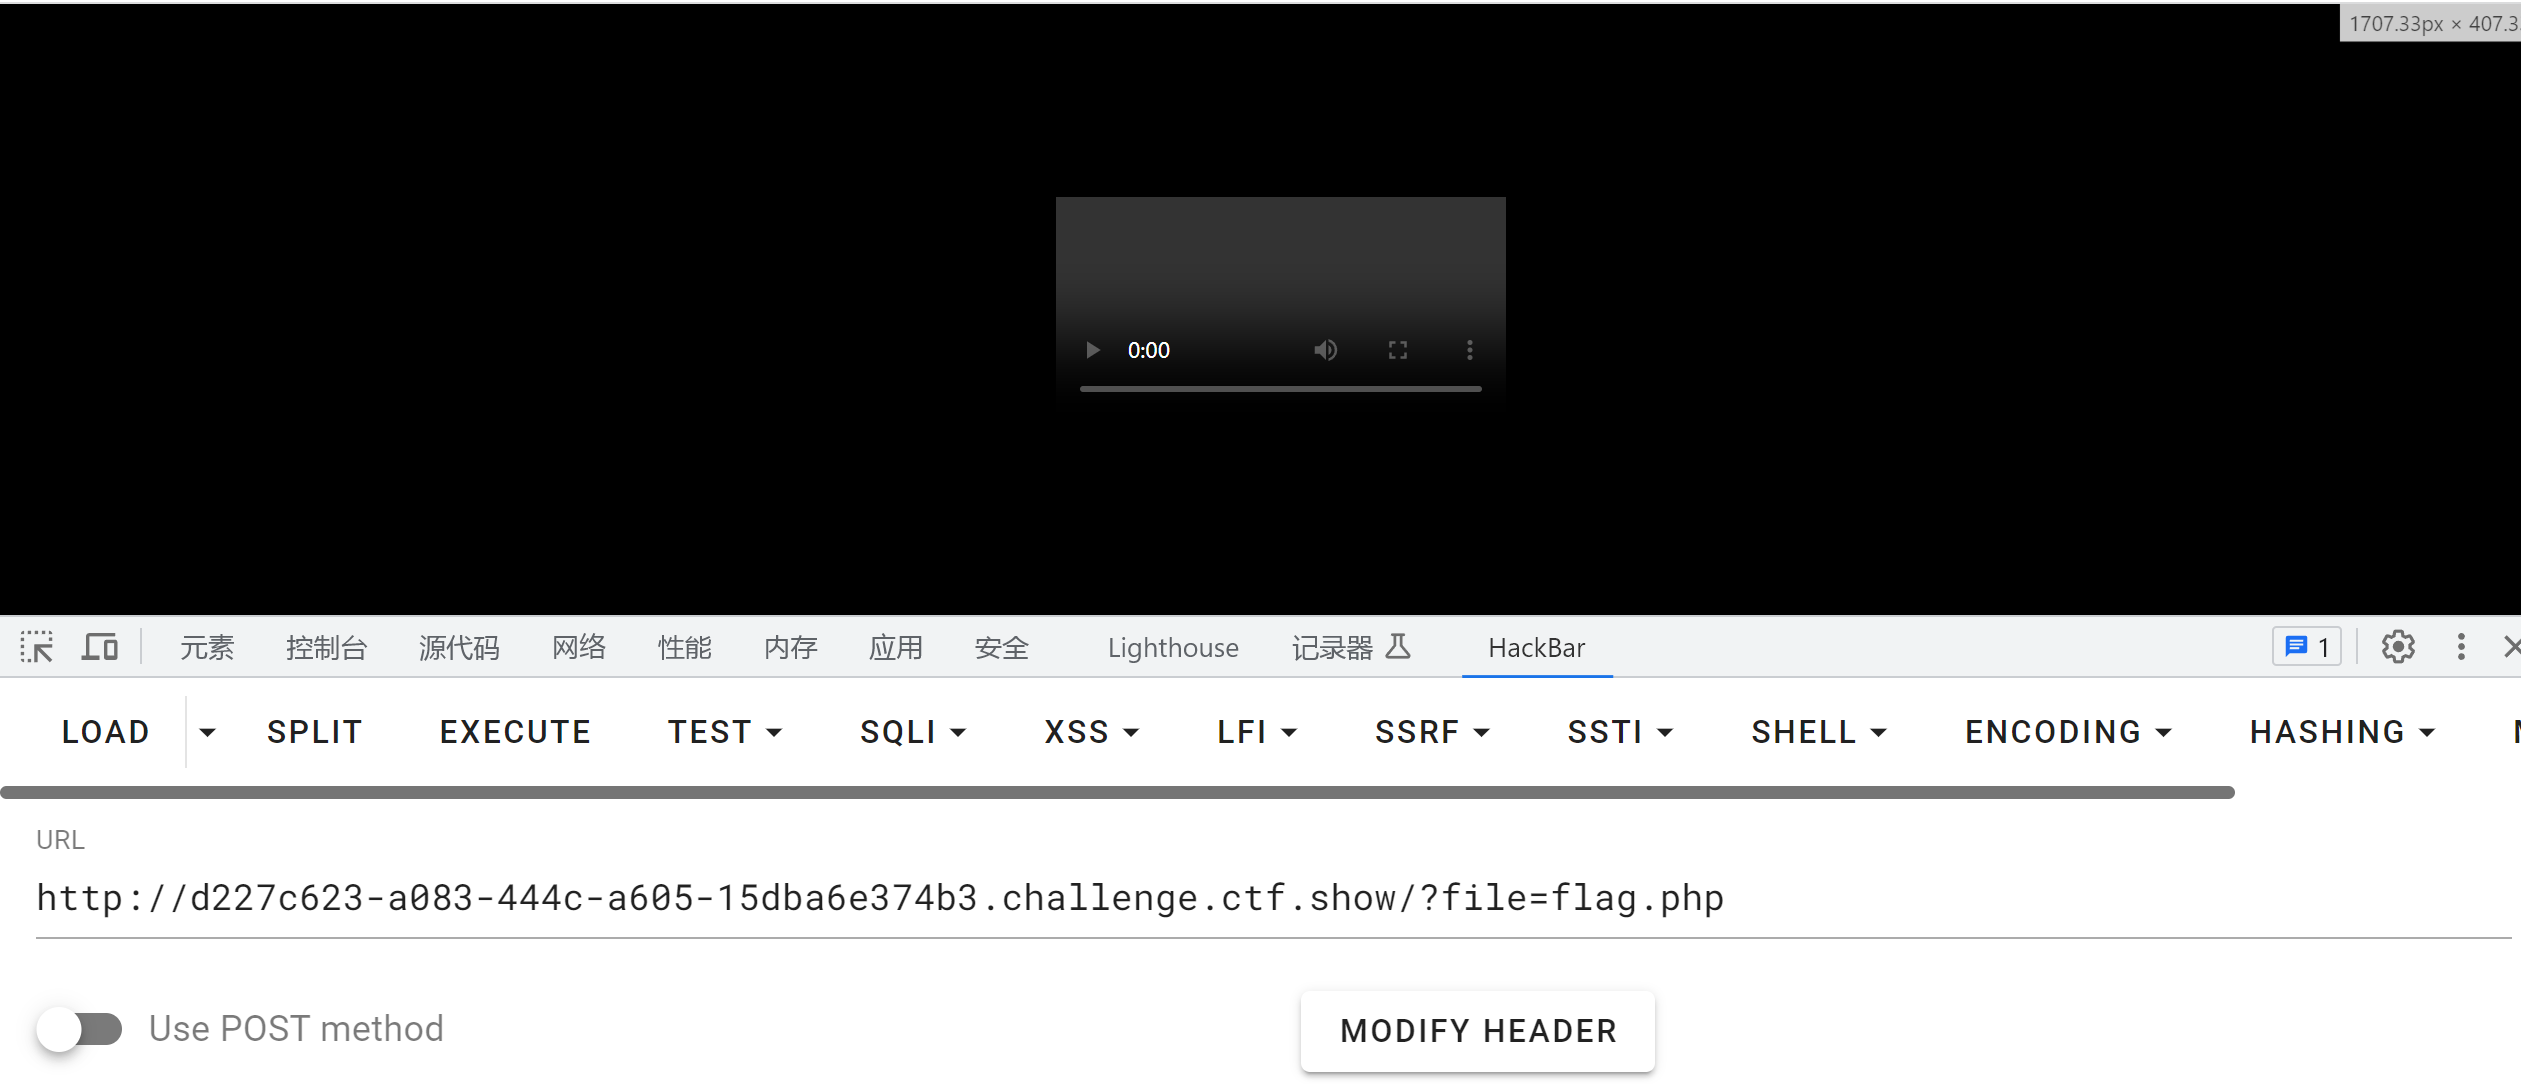 1707.33px × 407.3
0:00
元素 控制台 源代码 网络 性能 内存 应用 安全 Lighthouse 记录器 HackBar 1
LOAD SPLIT EXECUTE TEST SQLI XSS LFI SSRF SSTI SHELL ENCODING HASHING
URL
http://d227c623-a083-444c-a605-15dba6e374b3.challenge.ctf.show/?file=flag.php
Use POST method MODIFY HEADER